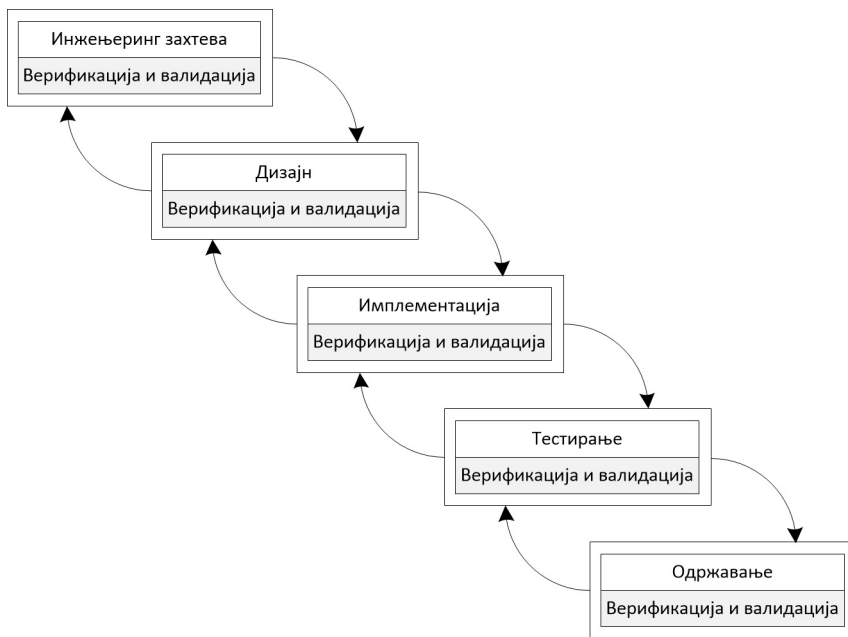 Инжењеринг захтева
Верификација и валидација
Дизајн
Верификација и валидација
Имплементација
Верификација и валидација
Тестирање
Верификација и валидација
Одржавање
Верификација и валидација